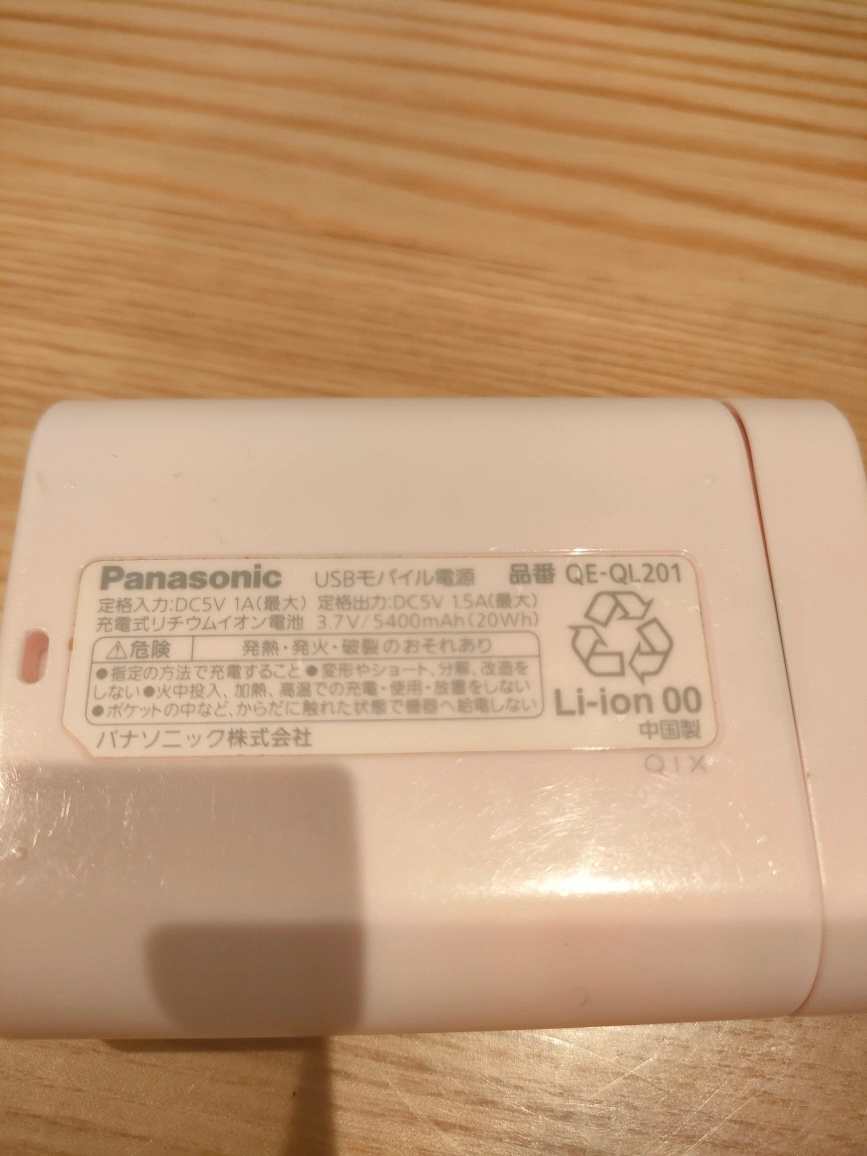 Panasonic USBモバイル電源 品番 QE-QL201
定格入力:DC5V 1A(最大) 定格出力:DC5V 1.5A(最大)
充電式リチウムイオン電池 3.7V/5400mAh(20Wh)
⚠危険 発熱・発火・破裂のおそれあり
●指定の方法で充電すること ●変形やショート、分解、改造を
しない ●火中投入、加熱、高温での充電・使用・放置をしない
●ポケットの中など、からだに触れた状態で機器へ給電しない
Li-ion 00
パナソニック株式会社
中国製
QIX